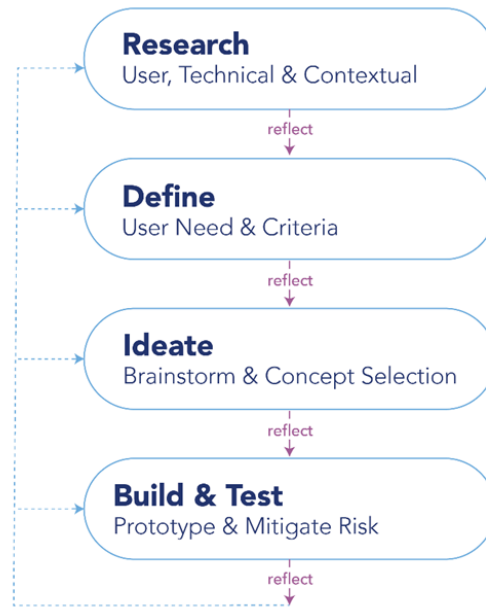 Research
User, Technical & Contextual
reflect
Define
User Need & Criteria
reflect
Ideate
Brainstorm & Concept Selection
reflect
Build & Test
Prototype & Mitigate Risk
reflect